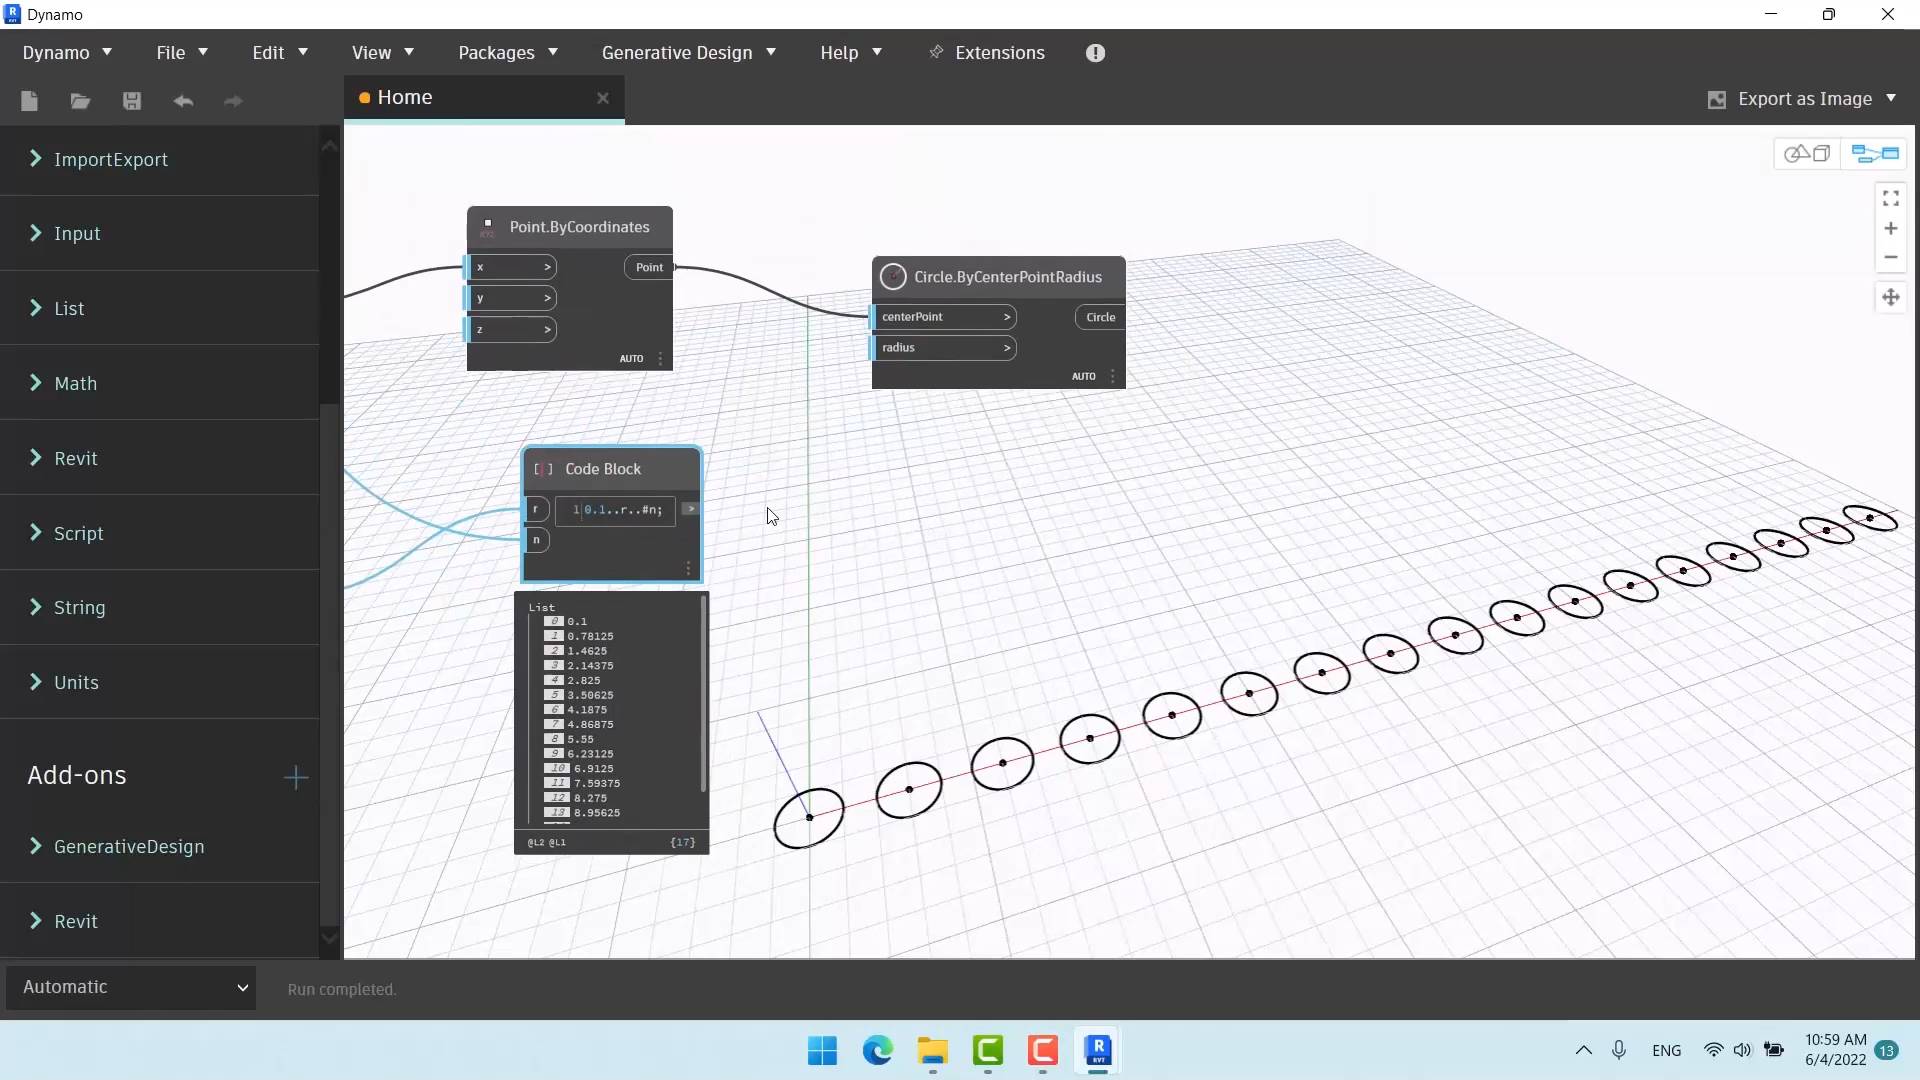 Dynamo
Dynamo File Edit View Packages Generative Design Help Extensions
Home
Export as Image
ImportExport
Input
List
Math
Revit
Script
String
Units
Add-ons
GenerativeDesign
Revit
Point.ByCoordinates
x > Point
y >
z >
AUTO
Circle.ByCenterPointRadius
centerPoint > Circle
radius >
AUTO
Code Block
r 1 0.1..r..#n; >
n
List
0 0.1
1 0.78125
2 1.4625
3 2.14375
4 2.825
5 3.50625
6 4.1875
7 4.86875
8 5.55
9 6.23125
10 6.9125
11 7.59375
12 8.275
13 8.95625
@L2 @L1 {17}
Automatic
Run completed.
R
RVT
ENG
10:59 AM
6/4/2022
13